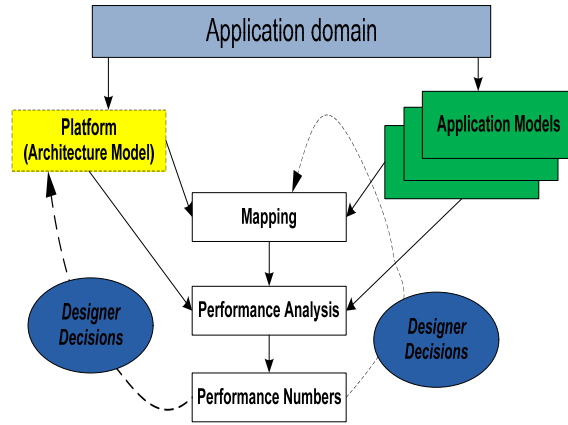 Application domain
Platform
(Architecture Model)
Application Models
Mapping
Performance Analysis
Designer
Decisions
Designer
Decisions
Performance Numbers